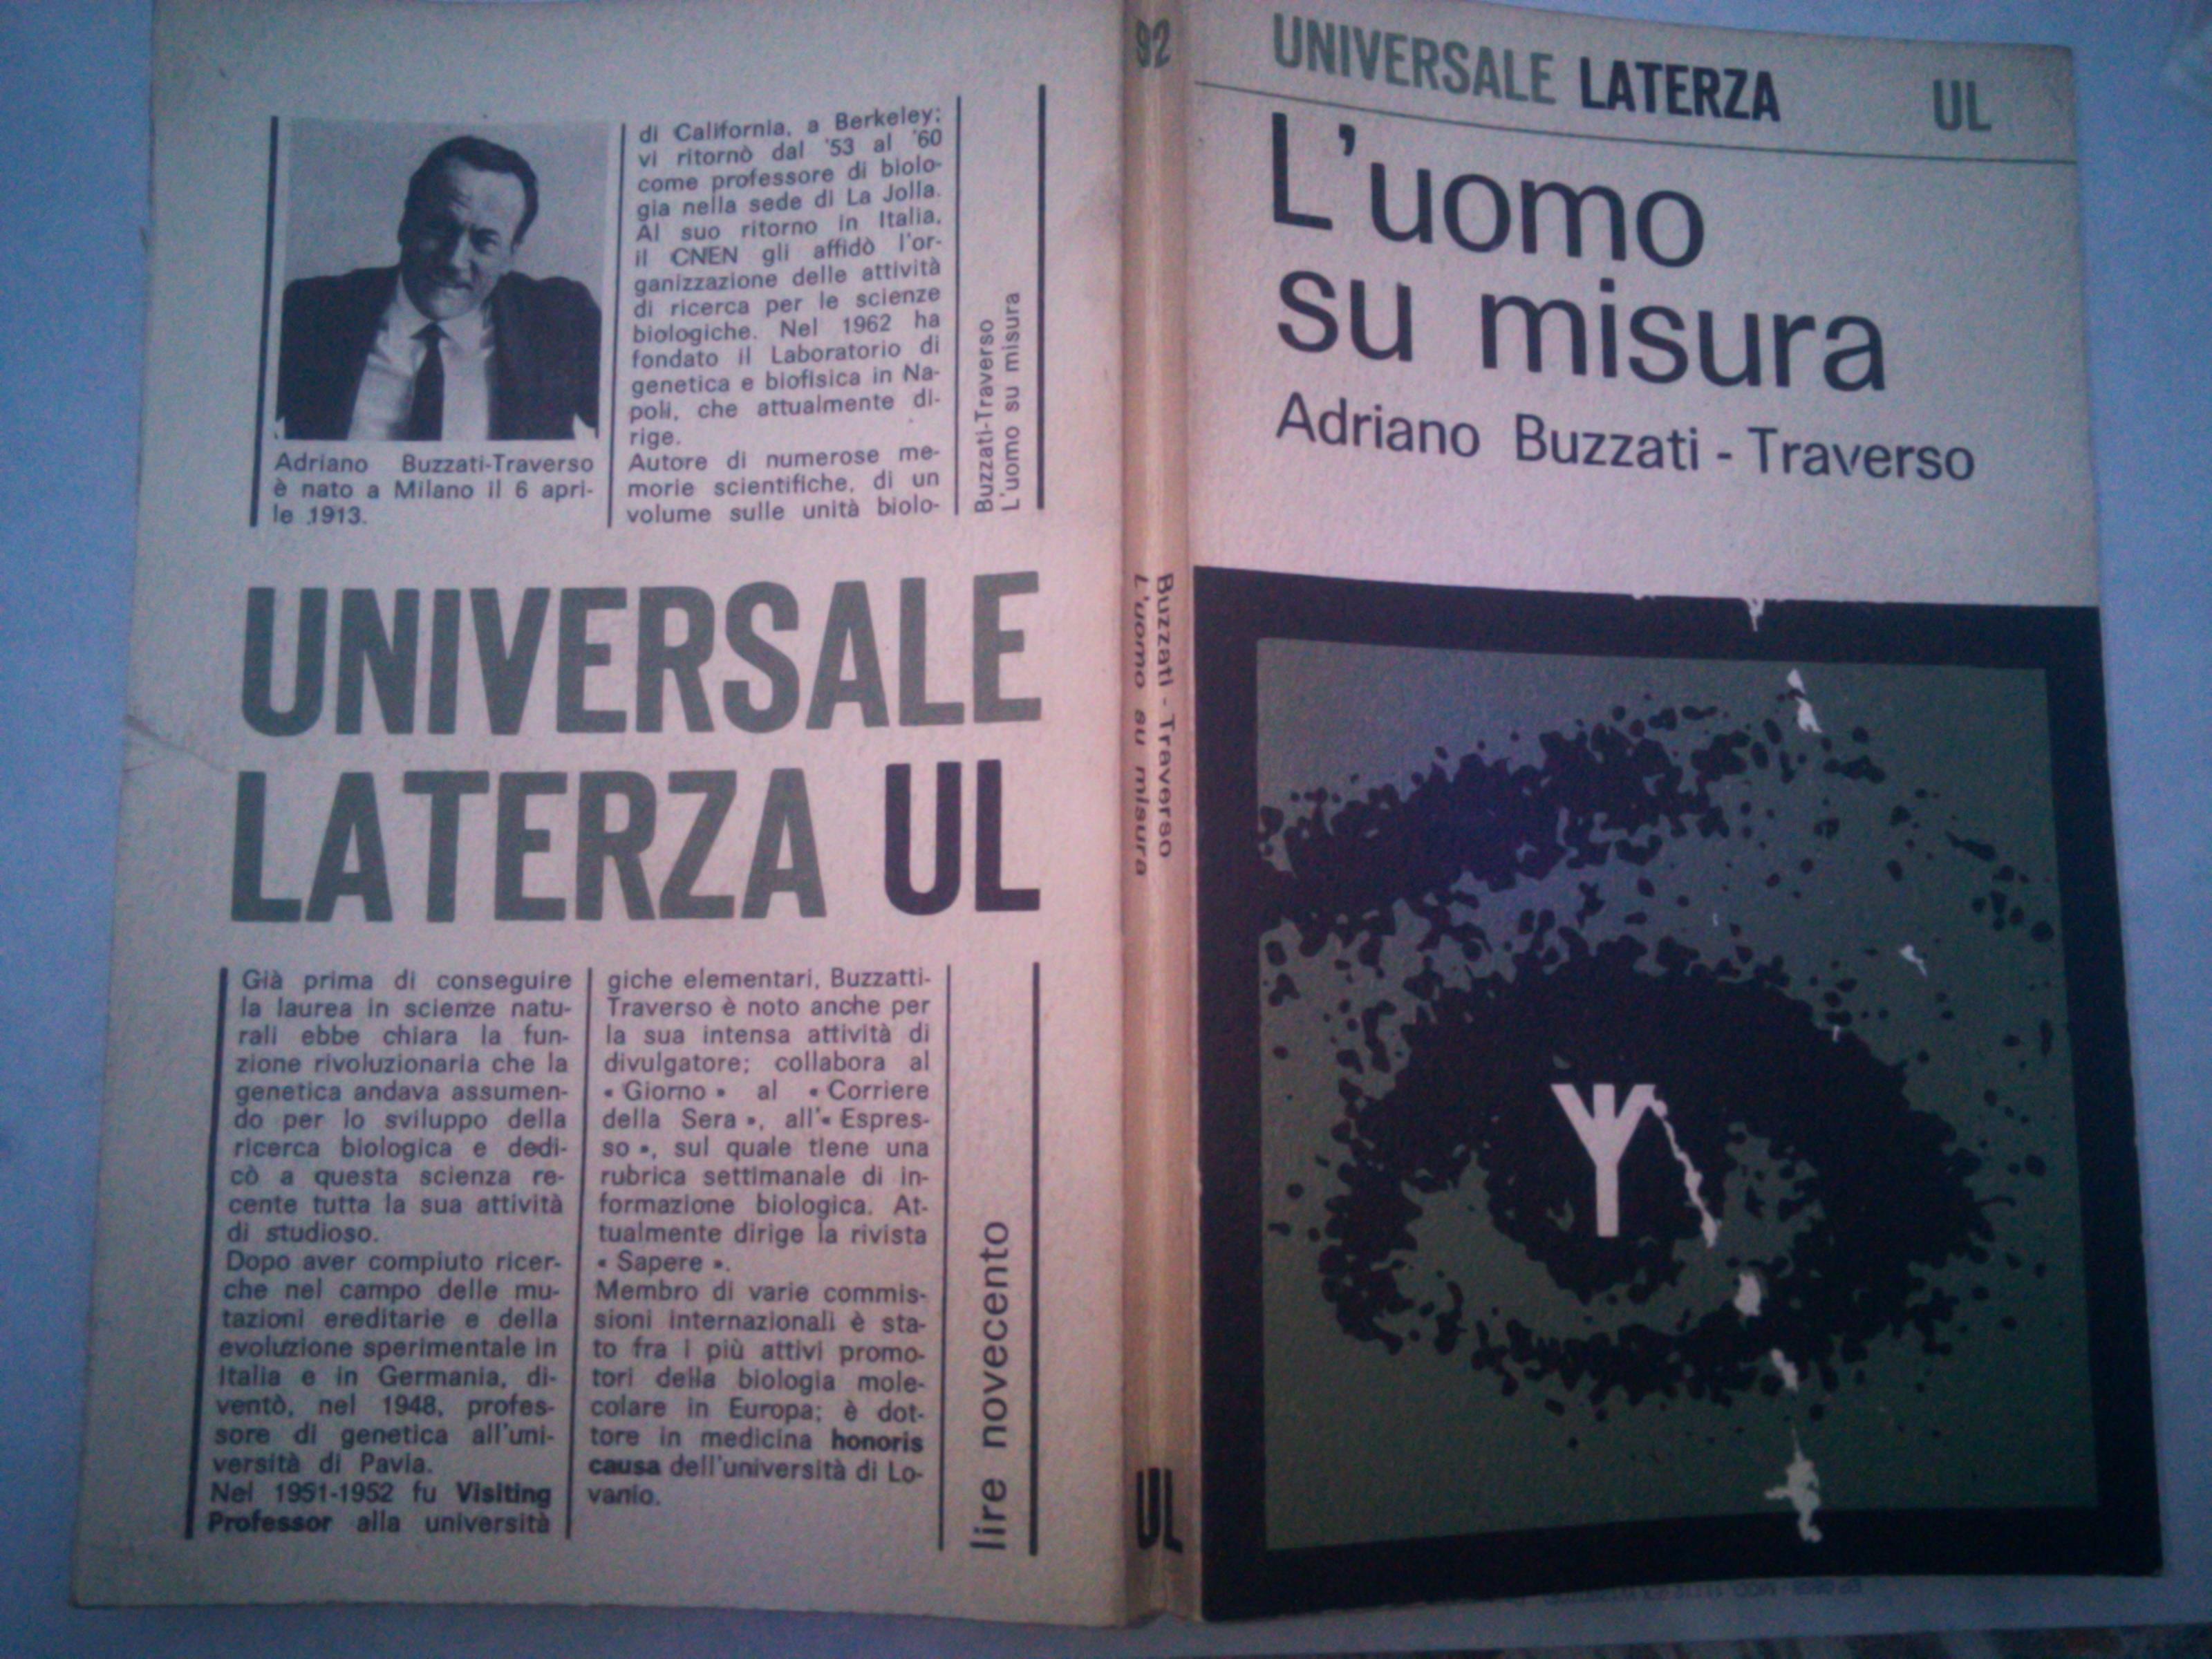 di California, a Berkeley;
vi ritornò dal '53 al '60
come professore di biolo-
gia nella sede di La Jolla.
Al suo ritorno in Italia,
il CNEN gli affidò l'or-
ganizzazione delle attività
di ricerca per le scienze
biologiche. Nel 1962 ha
fondato il Laboratorio di
genetica e biofisica in Na-
poli, che attualmente di-
rige.
Autore di numerose me-
morie scientifiche, di un
volume sulle unità biolo-
Adriano Buzzati-Traverso
è nato a Milano il 6 apri-
le 1913.
Buzzati-Traverso
L'uomo su misura
UNIVERSALE
LATERZA UL
Già prima di conseguire
la laurea in scienze natu-
rali ebbe chiara la fun-
zione rivoluzionaria che la
genetica andava assumen-
do per lo sviluppo della
ricerca biologica e dedi-
cò a questa scienza re-
cente tutta la sua attività
di studioso.
Dopo aver compiuto ricer-
che nel campo delle mu-
tazioni ereditarie e della
evoluzione sperimentale in
Italia e in Germania, di-
ventò, nel 1948, profes-
sore di genetica all'uni-
versità di Pavia.
Nel 1951-1952 fu Visiting
Professor alla università
giche elementari, Buzzatti-
Traverso è noto anche per
la sua intensa attività di
divulgatore; collabora al
« Giorno » al « Corriere
della Sera », all'« Espres-
so », sul quale tiene una
rubrica settimanale di in-
formazione biologica. At-
tualmente dirige la rivista
« Sapere ».
Membro di varie commis-
sioni internazionali è sta-
to fra i più attivi promo-
tori della biologia mole-
colare in Europa; è dot-
tore in medicina honoris
causa dell'università di Lo-
vanio.
lire novecento
92
Buzzati - Traverso
L'uomo su misura
UL
UNIVERSALE LATERZA UL
L'uomo
su misura
Adriano Buzzati - Traverso